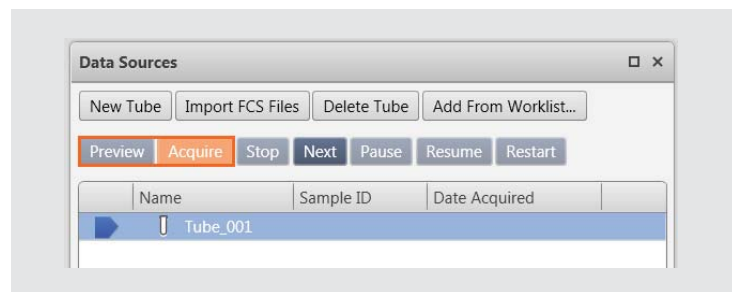 Data Sources
New Tube Import FCS Files Delete Tube Add From Worklist...
Preview Acquire Stop Next Pause Resume Restart
Name Sample ID Date Acquired
Tube_001